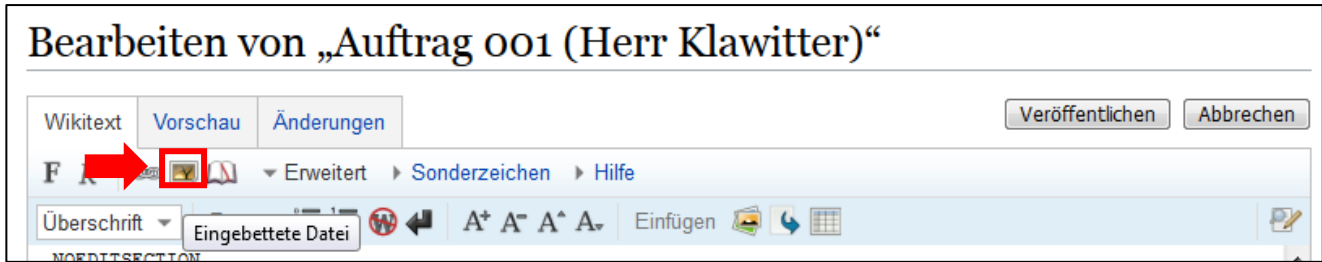 Bearbeiten von „Auftrag 001 (Herr Klawitter)“
Wikitext Vorschau Änderungen Veröffentlichen Abbrechen
F K Erweitert Sonderzeichen Hilfe
Überschrift A+ A- A^ A Einfügen
Eingebettete Datei
NOEDITSECTION